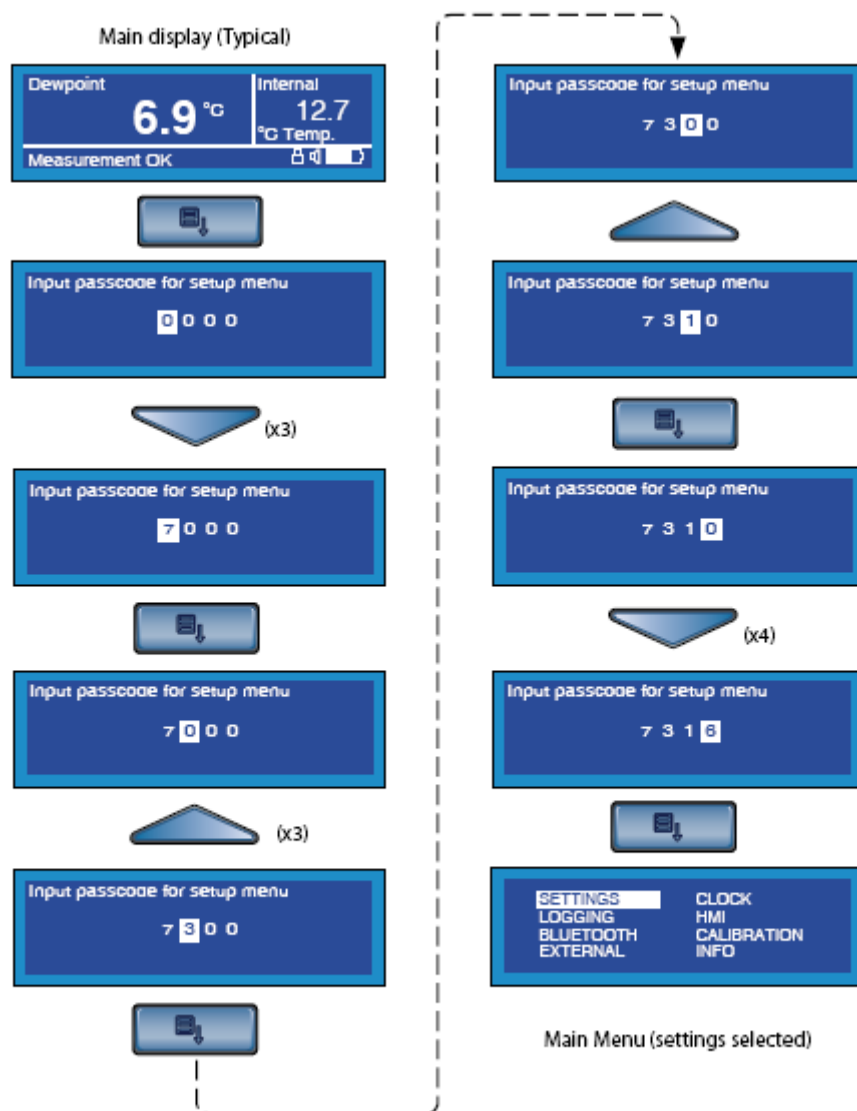 Main display (Typical)
Dewpoint
Internal
6.9 °C
12.7
°C Temp.
Measurement OK
Input passcode for setup menu
0 0 0 0
(x3)
Input passcode for setup menu
7 0 0 0
Input passcode for setup menu
7 0 0 0
(x3)
Input passcode for setup menu
7 3 0 0
Input passcode for setup menu
7 3 0 0
Input passcode for setup menu
7 3 1 0
Input passcode for setup menu
7 3 1 0
(x4)
Input passcode for setup menu
7 3 1 6
SETTINGS CLOCK
LOGGING HMI
BLUETOOTH CALIBRATION
EXTERNAL INFO
Main Menu (settings selected)